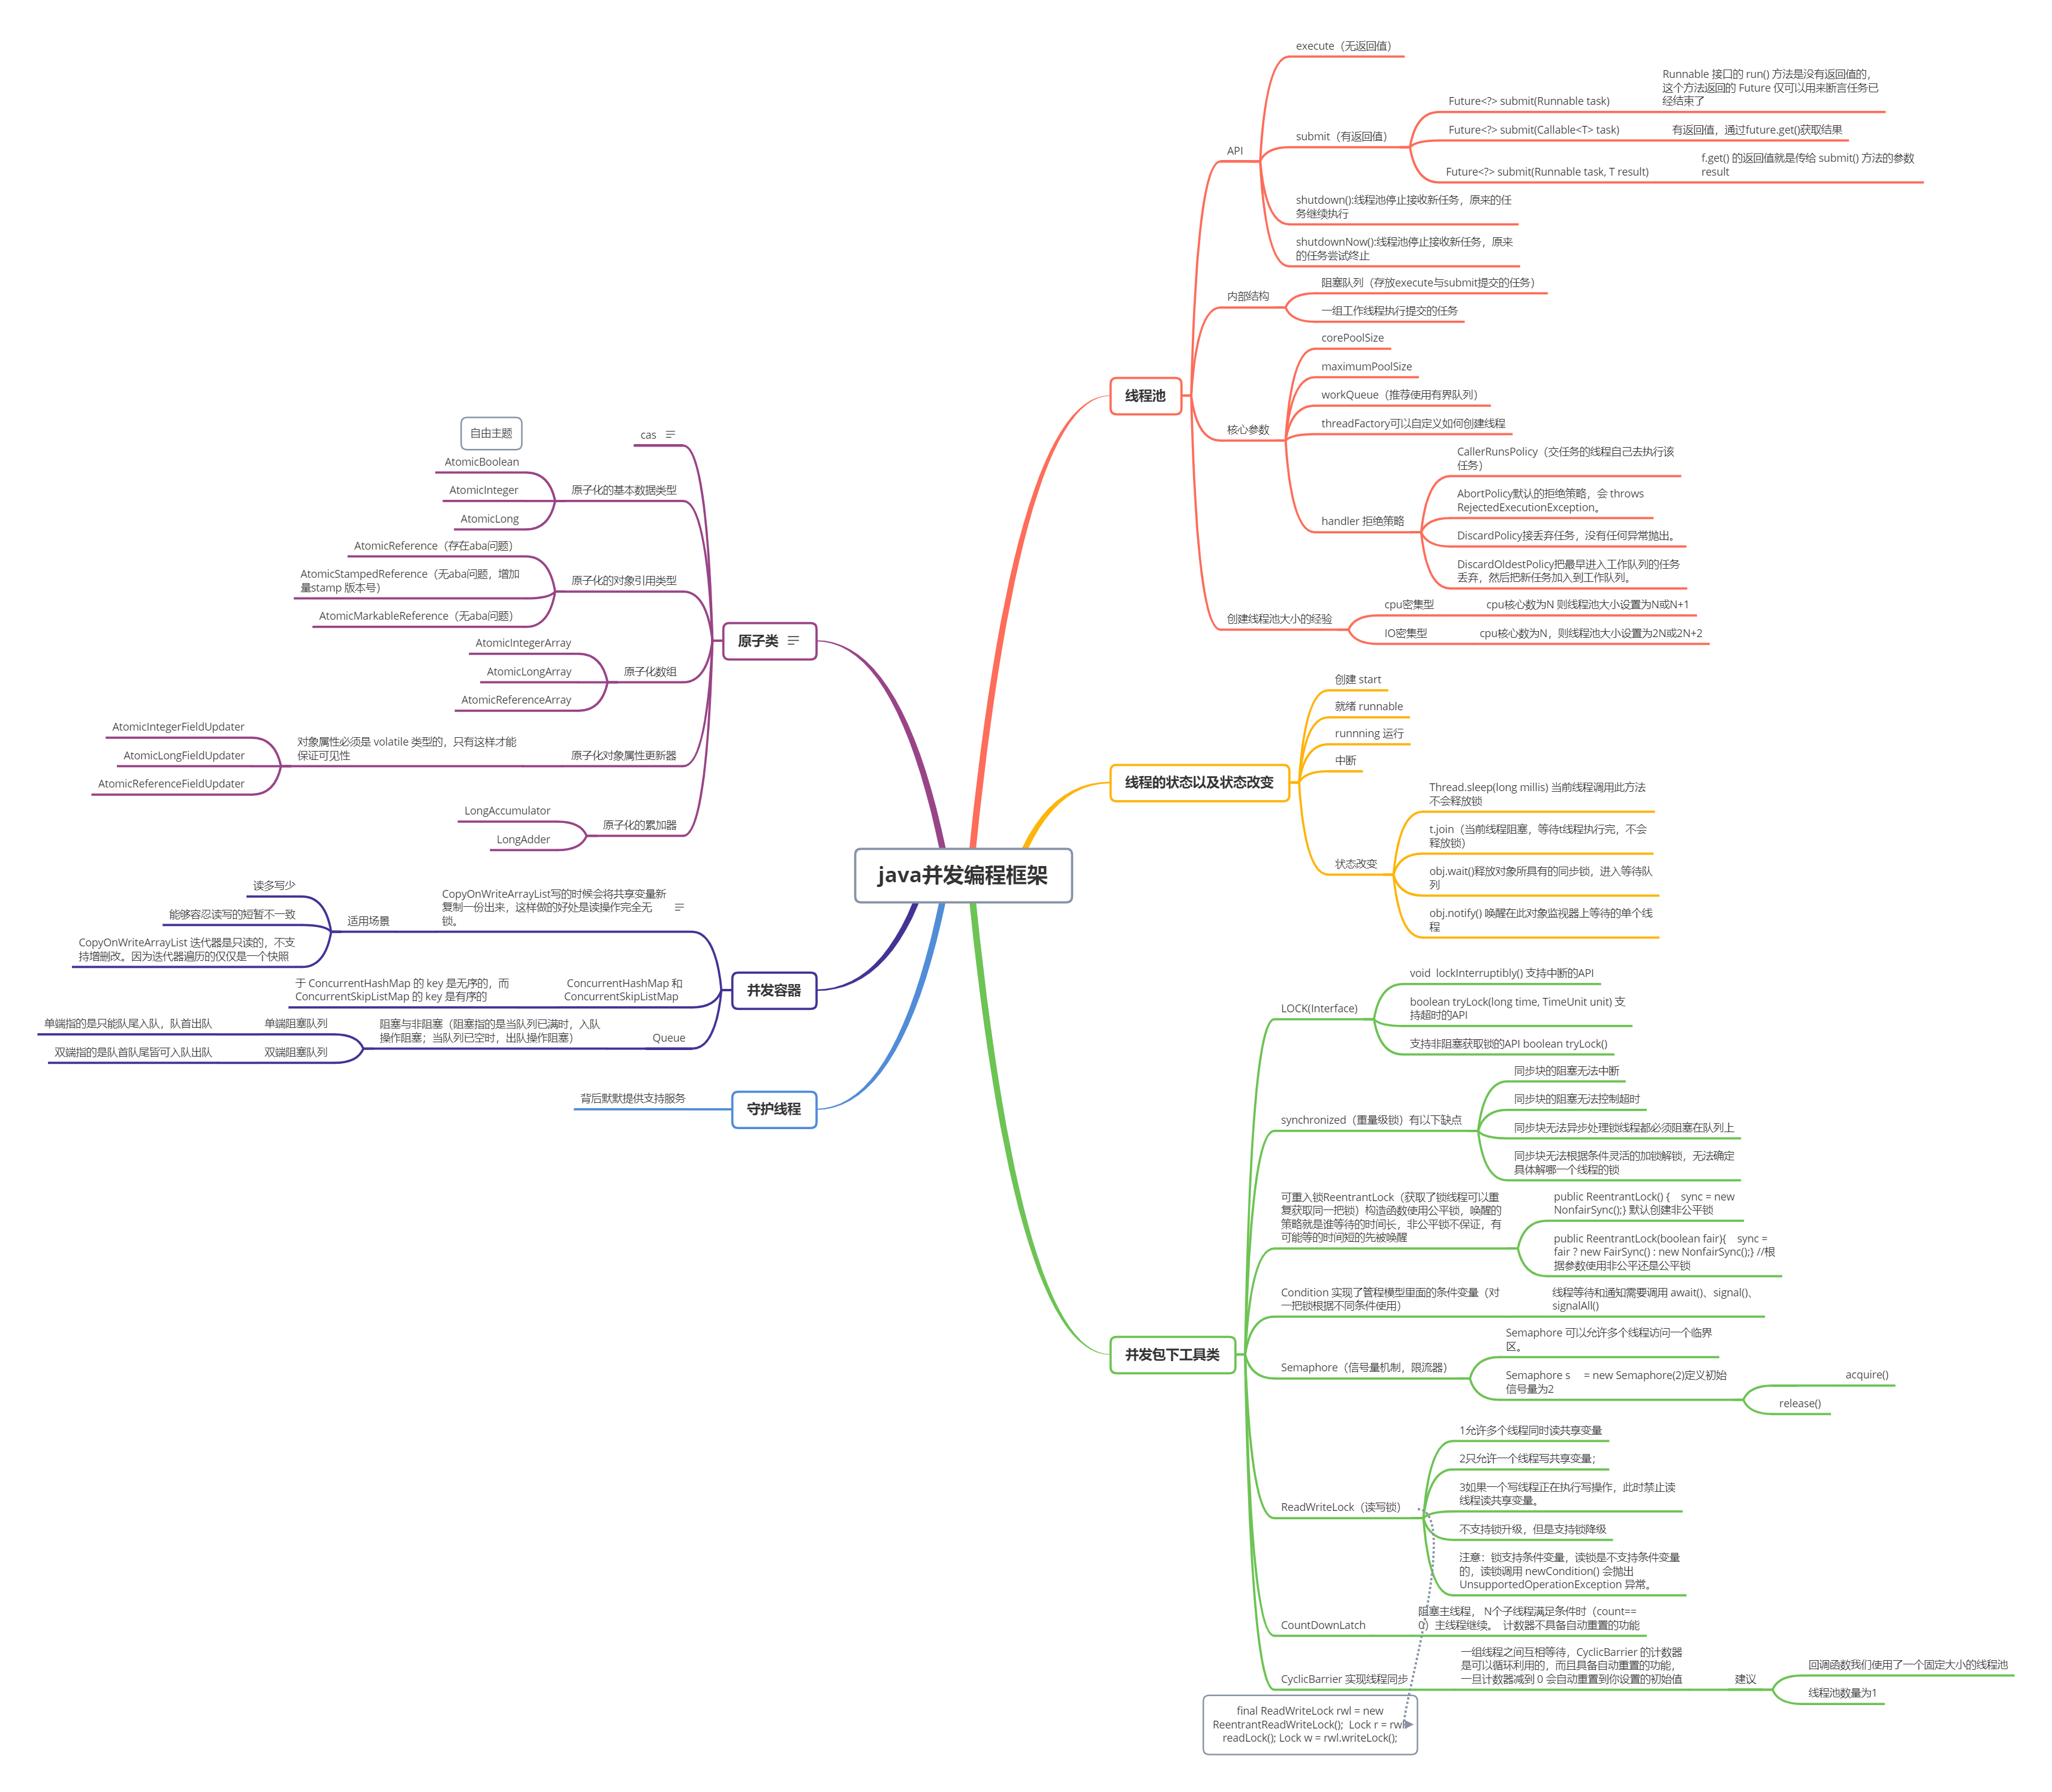 java并发编程框架
线程池
API
execute（无返回值）
submit（有返回值）
Future<?> submit(Runnable task)
Runnable 接口的 run() 方法是没有返回值的，
这个方法返回的 Future 仅可以用来断言任务已
经结束了
Future<?> submit(Callable<T> task)
有返回值，通过future.get()获取结果
Future<?> submit(Runnable task, T result)
f.get() 的返回值就是传给 submit() 方法的参数
result
shutdown():线程池停止接收新任务，原来的任
务继续执行
shutdownNow():线程池停止接收新任务，原来
的任务尝试终止
内部结构
阻塞队列（存放execute与submit提交的任务）
一组工作线程执行提交的任务
核心参数
corePoolSize
maximumPoolSize
workQueue（推荐使用有界队列）
threadFactory可以自定义如何创建线程
handler 拒绝策略
CallerRunsPolicy（交任务的线程自己去执行该
任务）
AbortPolicy默认的拒绝策略，会 throws
RejectedExecutionException。
DiscardPolicy接丢弃任务，没有任何异常抛出。
DiscardOldestPolicy把最早进入工作队列的任务
丢弃，然后把新任务加入到工作队列。
创建线程池大小的经验
cpu密集型
cpu核心数为N 则线程池大小设置为N或N+1
IO密集型
cpu核心数为N，则线程池大小设置为2N或2N+2
线程的状态以及状态改变
创建 start
就绪 runnable
runnning 运行
中断
状态改变
Thread.sleep(long millis) 当前线程调用此方法
不会释放锁
t.join（当前线程阻塞，等待t线程执行完，不会
释放锁）
obj.wait()释放对象所具有的同步锁，进入等待队
列
obj.notify() 唤醒在此对象监视器上等待的单个线
程
并发包下工具类
LOCK(Interface)
void  lockInterruptibly() 支持中断的API
boolean tryLock(long time, TimeUnit unit) 支
持超时的API
支持非阻塞获取锁的API boolean tryLock()
synchronized（重量级锁）有以下缺点
同步块的阻塞无法中断
同步块的阻塞无法控制超时
同步块无法异步处理锁线程都必须阻塞在队列上
同步块无法根据条件灵活的加锁解锁，无法确定
具体解哪一个线程的锁
可重入锁ReentrantLock（获取了锁线程可以重
复获取同一把锁）构造函数使用公平锁，唤醒的
策略就是谁等待的时间长，非公平锁不保证，有
可能等的时间短的先被唤醒
public ReentrantLock() {    sync = new
NonfairSync();} 默认创建非公平锁
public ReentrantLock(boolean fair){    sync =
fair ? new FairSync() : new NonfairSync();} //根
据参数使用非公平还是公平锁
Condition 实现了管程模型里面的条件变量（对
一把锁根据不同条件使用）
线程等待和通知需要调用 await()、signal()、
signalAll()
Semaphore（信号量机制，限流器）
Semaphore 可以允许多个线程访问一个临界
区。
Semaphore s     = new Semaphore(2)定义初始
信号量为2
acquire()
release()
ReadWriteLock（读写锁）
1允许多个线程同时读共享变量
2只允许一个线程写共享变量；
3如果一个写线程正在执行写操作，此时禁止读
线程读共享变量。
不支持锁升级，但是支持锁降级
注意：锁支持条件变量，读锁是不支持条件变量
的，读锁调用 newCondition() 会抛出
UnsupportedOperationException 异常。
CountDownLatch
阻塞主线程， N个子线程满足条件时（count==
0）主线程继续。  计数器不具备自动重置的功能
CyclicBarrier 实现线程同步
一组线程之间互相等待，CyclicBarrier 的计数器
是可以循环利用的，而且具备自动重置的功能，
一旦计数器减到 0 会自动重置到你设置的初始值
建议
回调函数我们使用了一个固定大小的线程池
线程池数量为1
final ReadWriteLock rwl = new
ReentrantReadWriteLock();  Lock r = rwl.
readLock(); Lock w = rwl.writeLock();
自由主题
原子类
cas
原子化的基本数据类型
AtomicBoolean
AtomicInteger
AtomicLong
原子化的对象引用类型
AtomicReference（存在aba问题）
AtomicStampedReference（无aba问题，增加
量stamp 版本号）
AtomicMarkableReference（无aba问题）
原子化数组
AtomicIntegerArray
AtomicLongArray
AtomicReferenceArray
原子化对象属性更新器
对象属性必须是 volatile 类型的，只有这样才能
保证可见性
AtomicIntegerFieldUpdater
AtomicLongFieldUpdater
AtomicReferenceFieldUpdater
原子化的累加器
LongAccumulator
LongAdder
并发容器
CopyOnWriteArrayList写的时候会将共享变量新
复制一份出来，这样做的好处是读操作完全无
锁。
适用场景
读多写少
能够容忍读写的短暂不一致
CopyOnWriteArrayList 迭代器是只读的，不支
持增删改。因为迭代器遍历的仅仅是一个快照
ConcurrentHashMap 和
ConcurrentSkipListMap
于 ConcurrentHashMap 的 key 是无序的，而
ConcurrentSkipListMap 的 key 是有序的
Queue
阻塞与非阻塞（阻塞指的是当队列已满时，入队
操作阻塞；当队列已空时，出队操作阻塞）
单端阻塞队列
单端指的是只能队尾入队，队首出队
双端阻塞队列
双端指的是队首队尾皆可入队出队
守护线程
背后默默提供支持服务